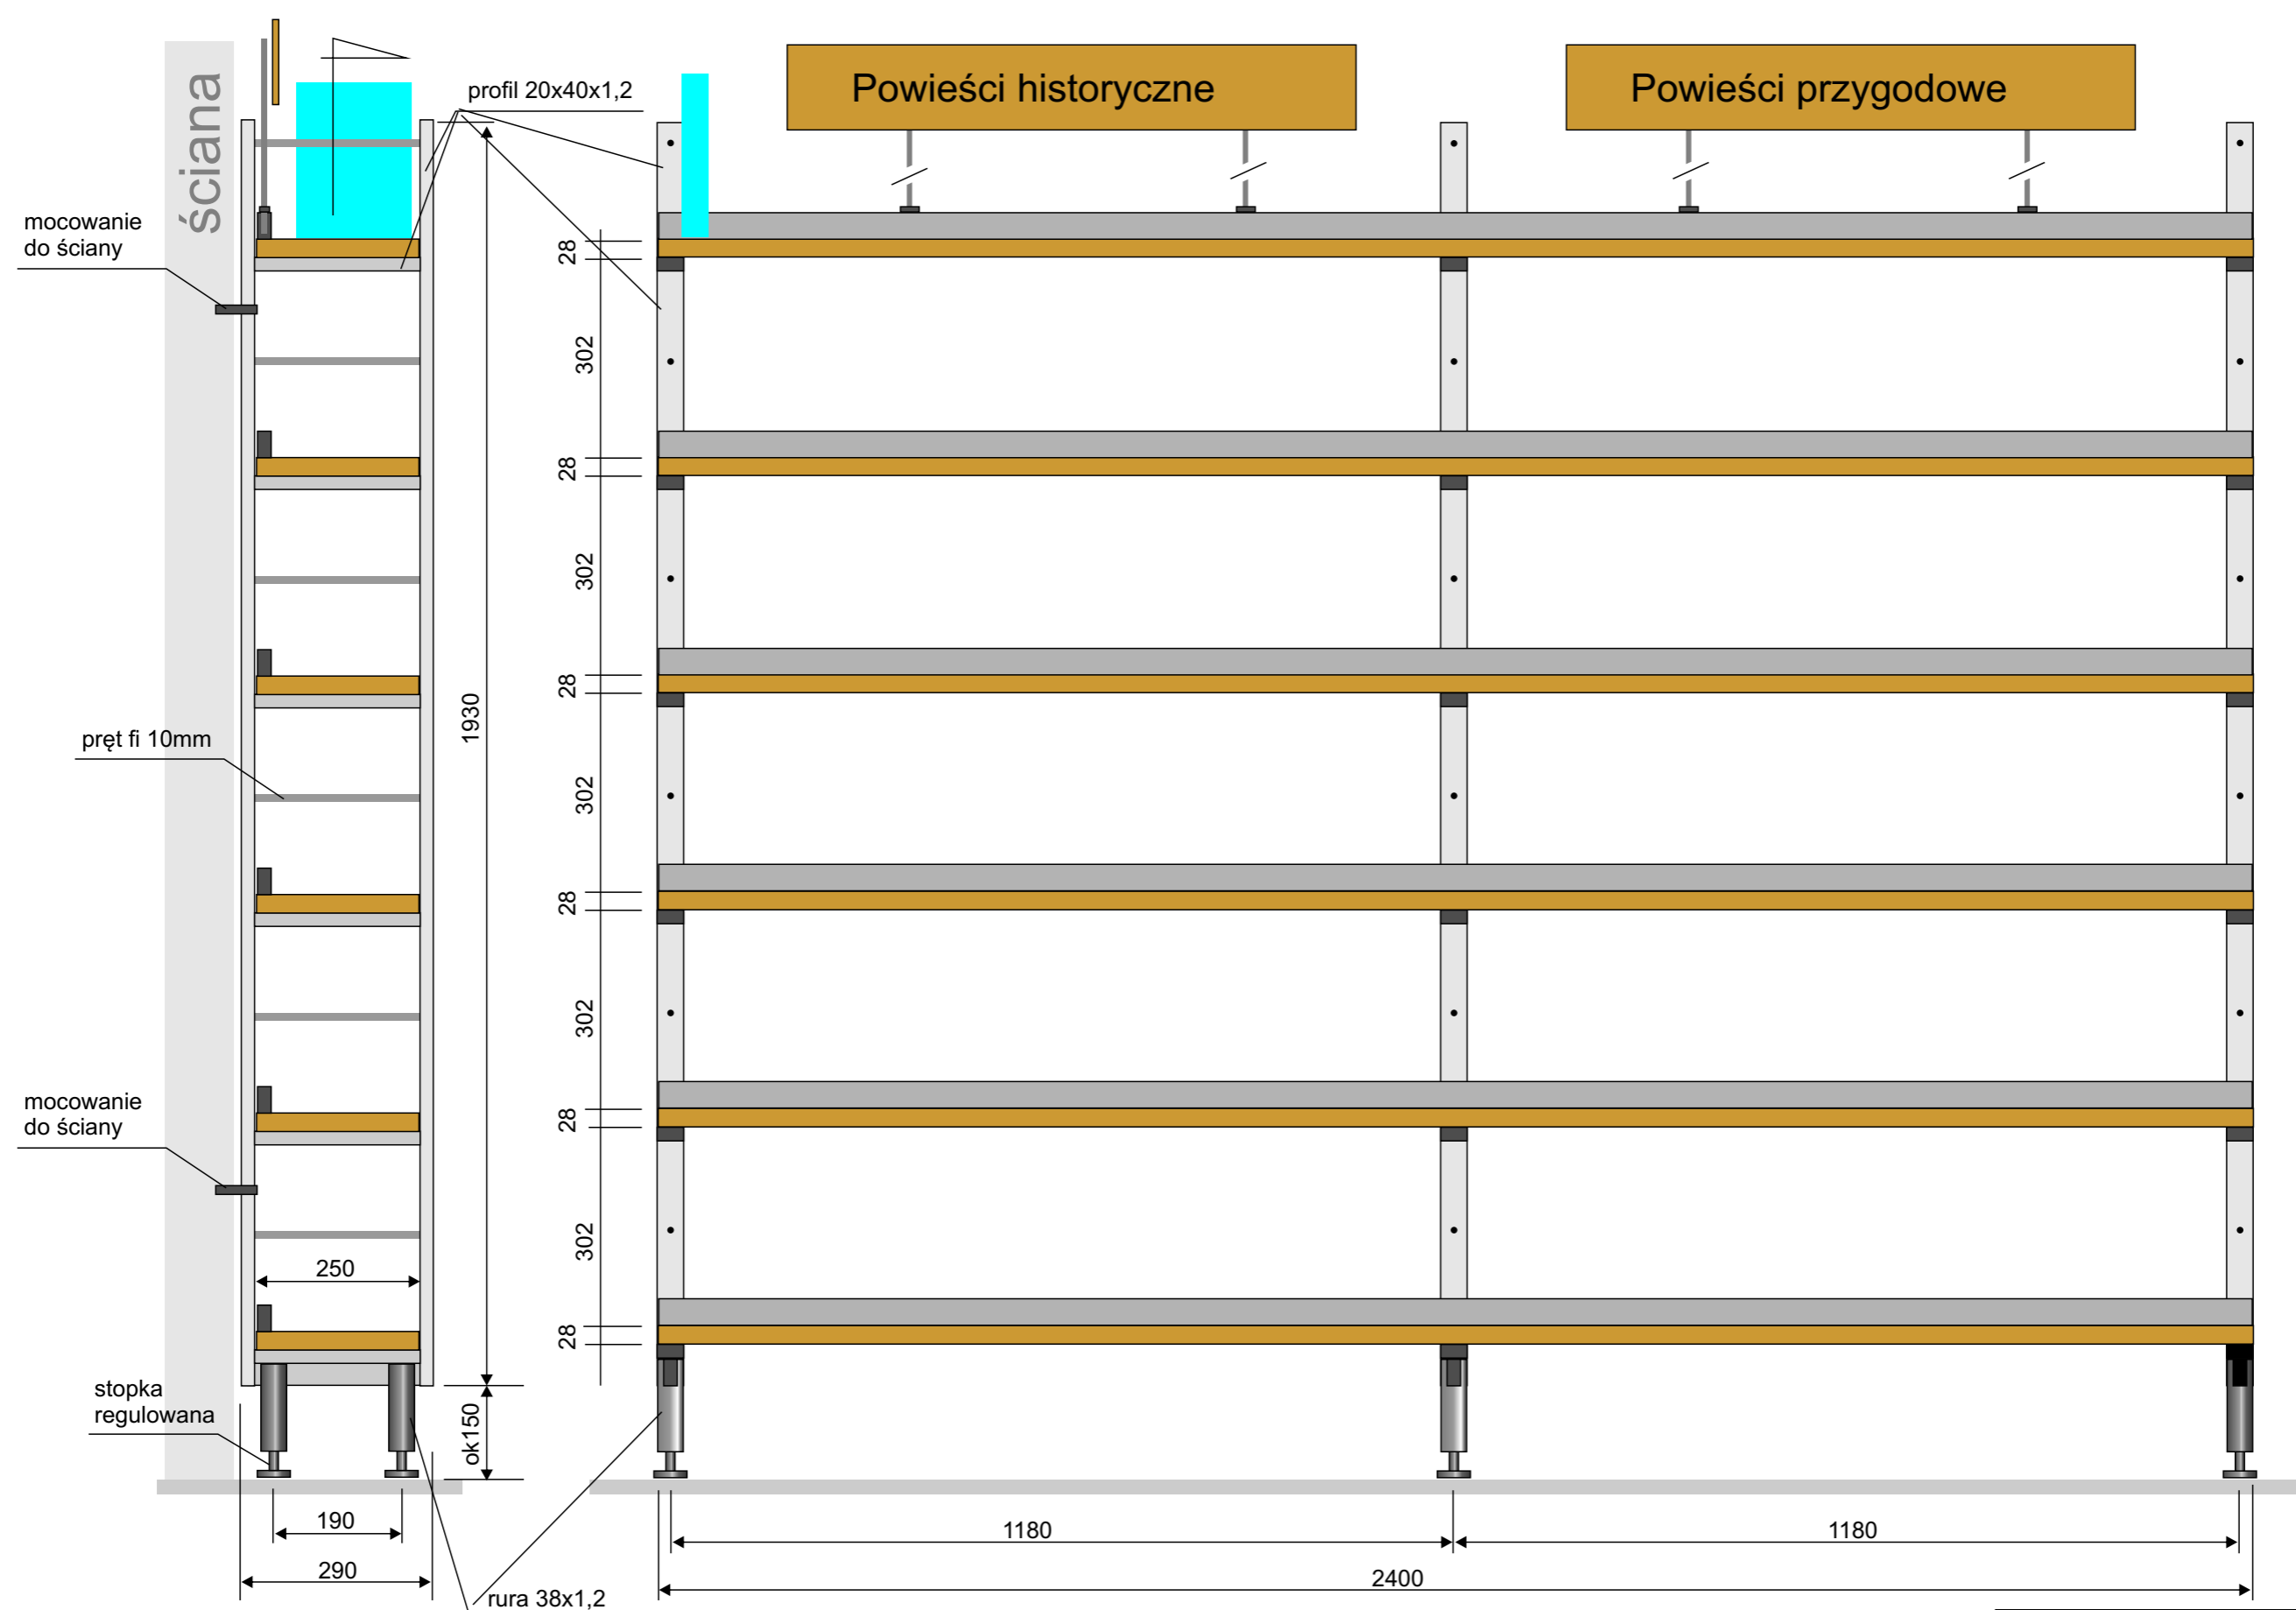 ściana
profil 20x40x1,2
Powieści historyczne
Powieści przygodowe
mocowanie
do ściany
28
302
28
302
28
302
28
302
28
302
28
1930
pręt fi 10mm
mocowanie
do ściany
250
stopka
regulowana
ok150
190
290
rura 38x1,2
1180
1180
2400